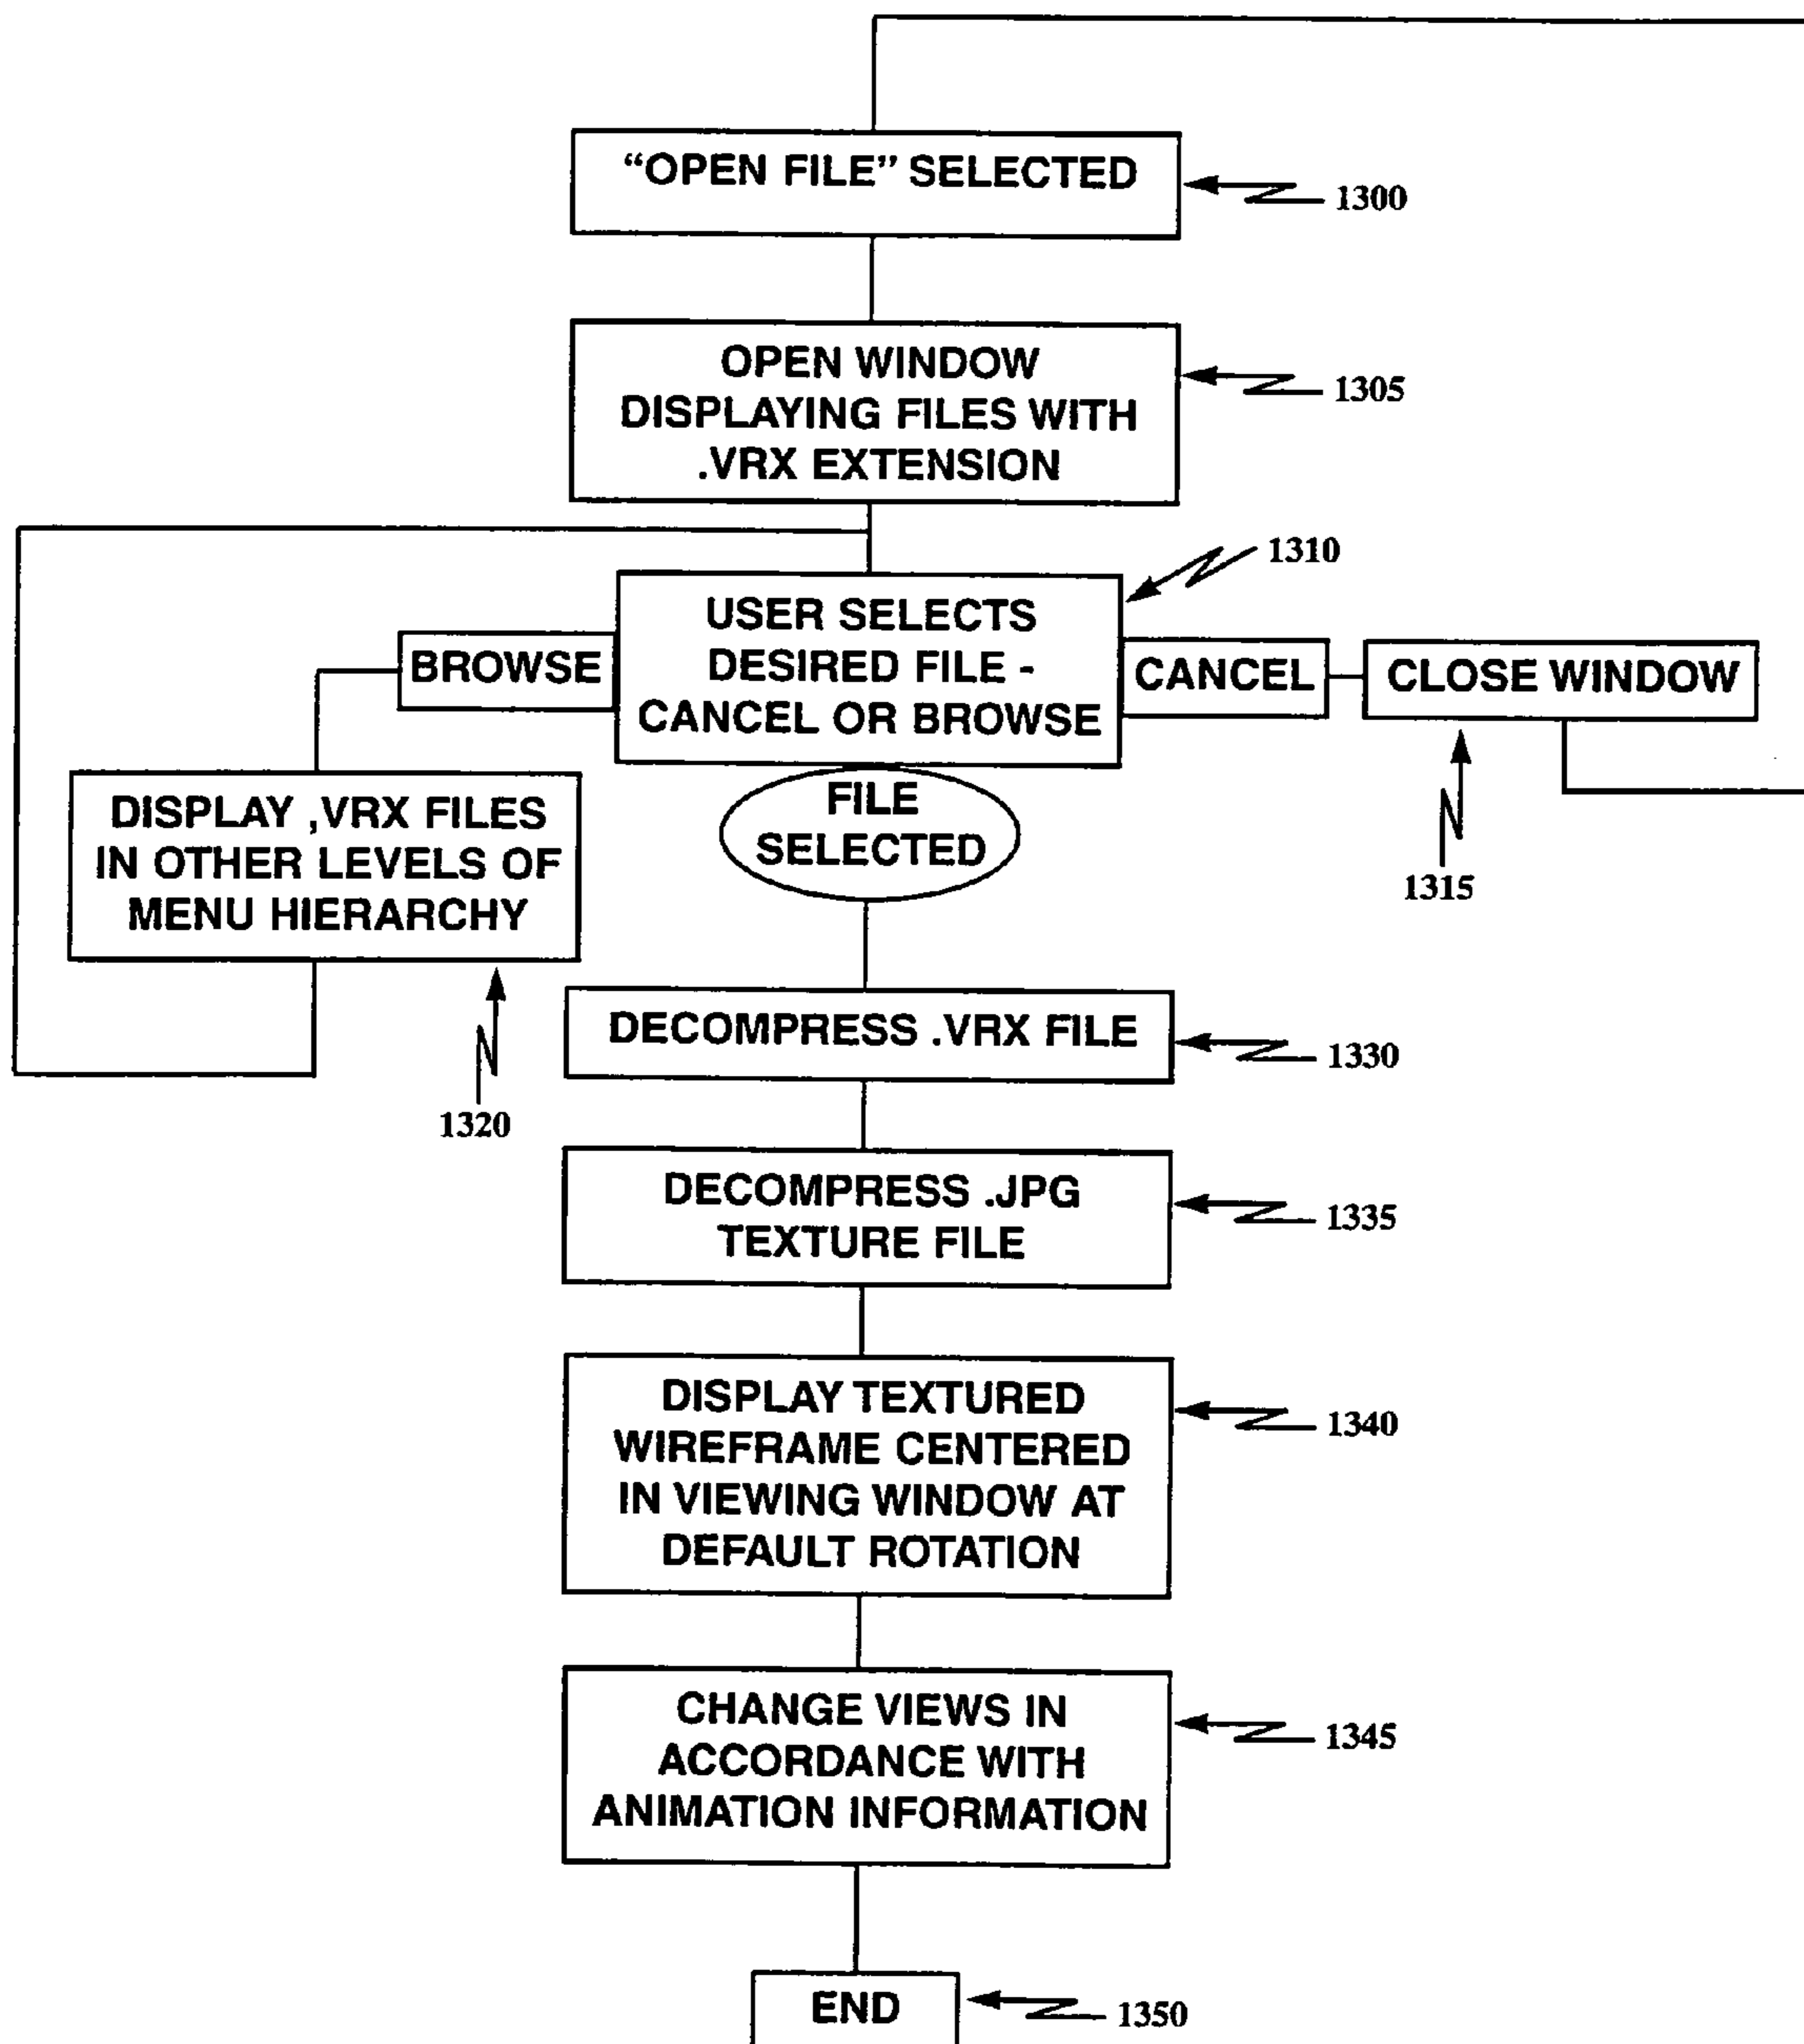 “OPEN FILE” SELECTED
1300
OPEN WINDOW
DISPLAYING FILES WITH
.VRX EXTENSION
1305
1310
USER SELECTS
DESIRED FILE -
CANCEL OR BROWSE
BROWSE
CANCEL
CLOSE WINDOW
1315
DISPLAY ,VRX FILES
IN OTHER LEVELS OF
MENU HIERARCHY
1320
FILE
SELECTED
DECOMPRESS .VRX FILE
1330
DECOMPRESS .JPG
TEXTURE FILE
1335
DISPLAY TEXTURED
WIREFRAME CENTERED
IN VIEWING WINDOW AT
DEFAULT ROTATION
1340
CHANGE VIEWS IN
ACCORDANCE WITH
ANIMATION INFORMATION
1345
END
1350